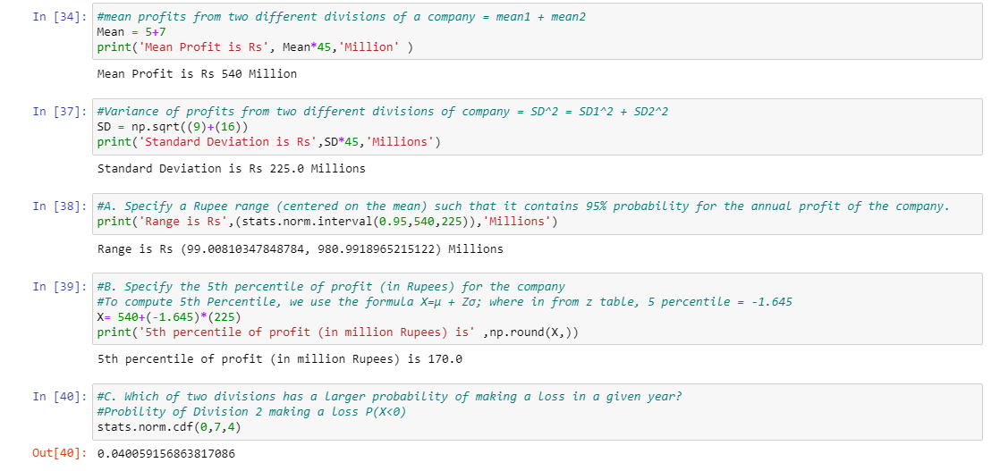 In [34]: #mean profits from two different divisions of a company = mean1 + mean2
Mean = 5+7
print('Mean Profit is Rs', Mean*45,'Million' )
Mean Profit is Rs 540 Million
In [37]: #Variance of profits from two different divisions of company = SD^2 = SD1^2 + SD2^2
SD = np.sqrt((9)+(16))
print('Standard Deviation is Rs',SD*45,'Millions')
Standard Deviation is Rs 225.0 Millions
In [38]: #A. Specify a Rupee range (centered on the mean) such that it contains 95% probability for the annual profit of the company.
print('Range is Rs',(stats.norm.interval(0.95,540,225)),'Millions')
Range is Rs (99.00810347848784, 980.9918965215122) Millions
In [39]: #B. Specify the 5th percentile of profit (in Rupees) for the company
#To compute 5th Percentile, we use the formula X=μ + Zσ; where in from z table, 5 percentile = -1.645
X= 540+(-1.645)*(225)
print('5th percentile of profit (in million Rupees) is' ,np.round(X,))
5th percentile of profit (in million Rupees) is 170.0
In [40]: #C. Which of two divisions has a larger probability of making a loss in a given year?
#Probility of Division 2 making a loss P(X<0)
stats.norm.cdf(0,7,4)
Out[40]: 0.040059156863817086